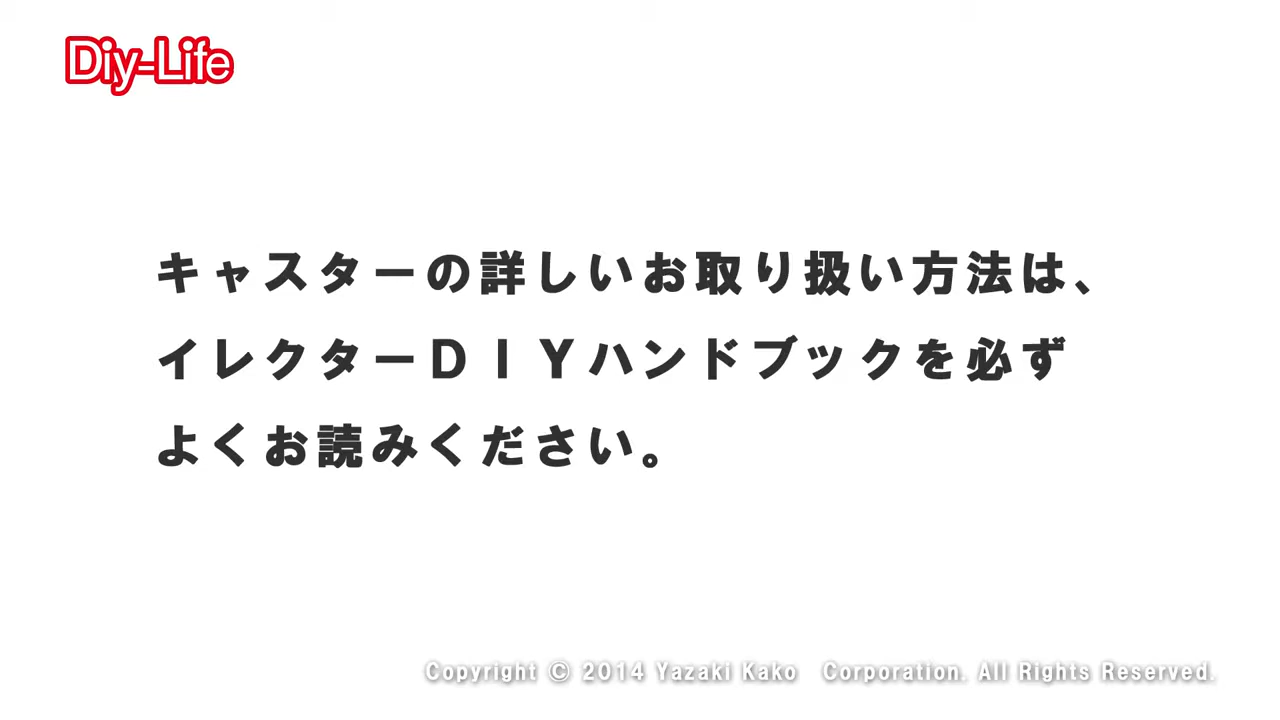 Diy-Life
キャスターの詳しいお取り扱い方法は、
イレクターＤＩＹハンドブックを必ず
よくお読みください。
Copyright © 2014 Yazaki Kako　Corporation. All Rights Reserved.